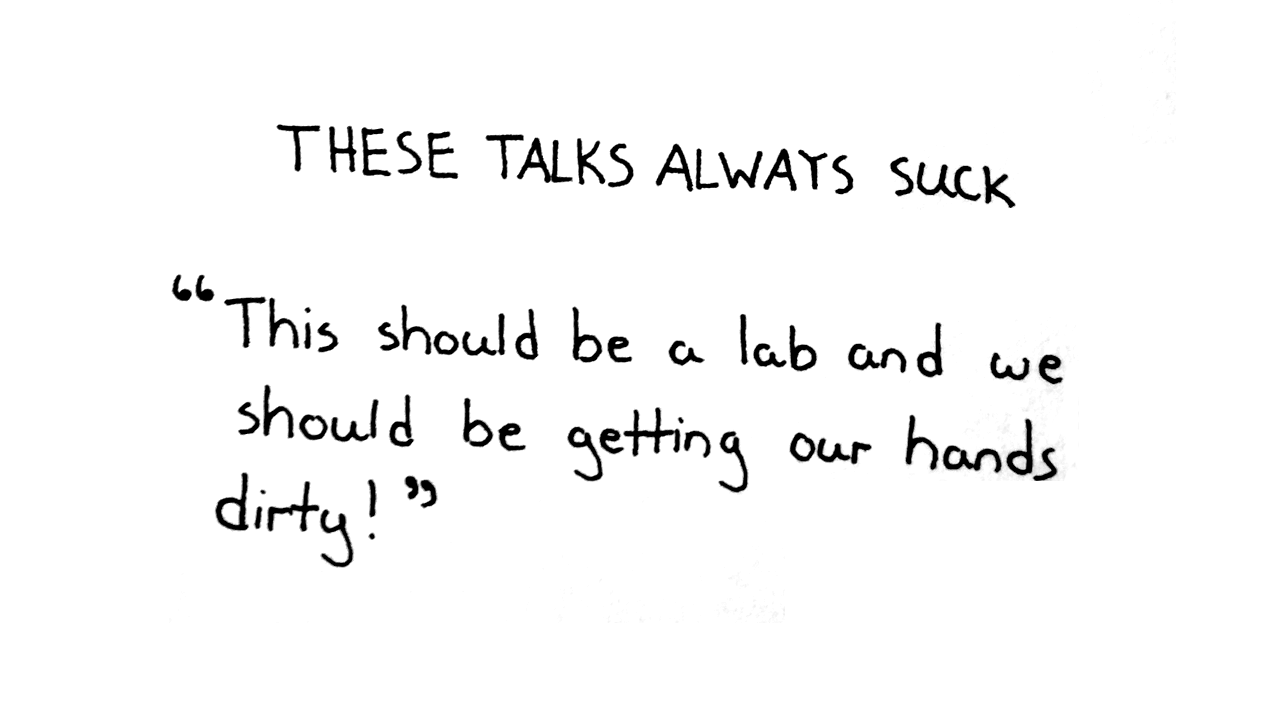 THESE TALKS ALWAYS SUCK
“This should be a lab and we
should be getting our hands
dirty!”